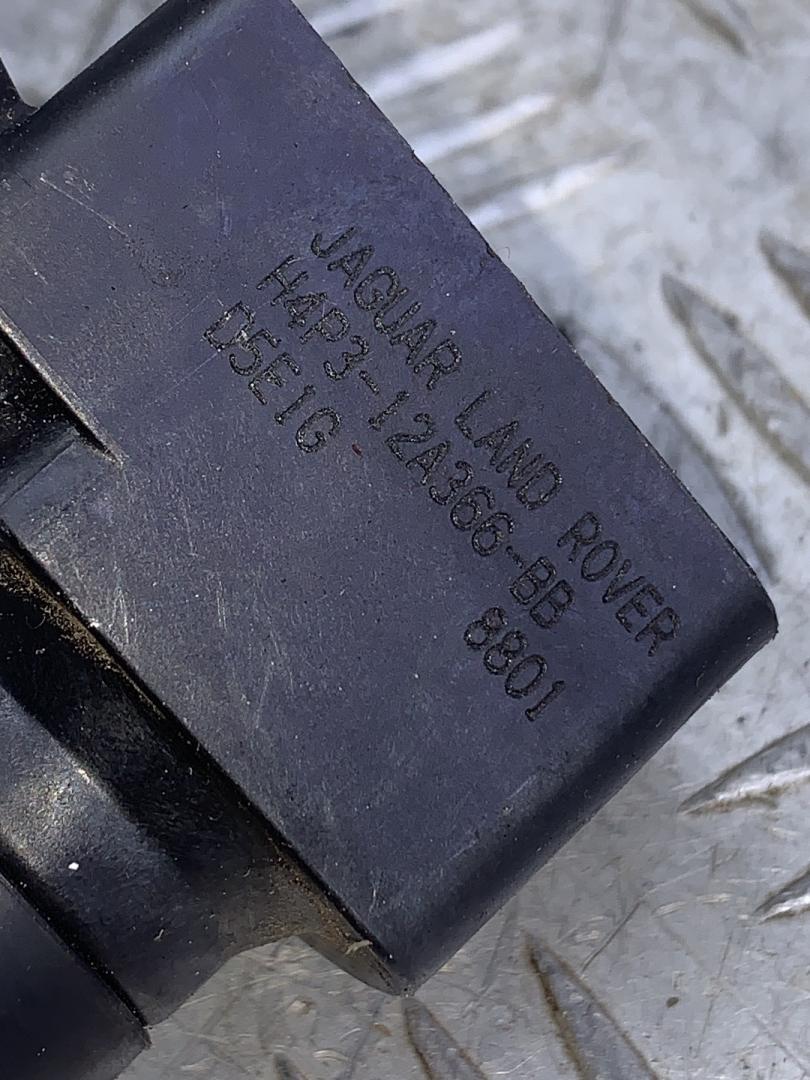 JAGUAR LAND ROVER
H4P3-12A366-BB
D5E1G 8801